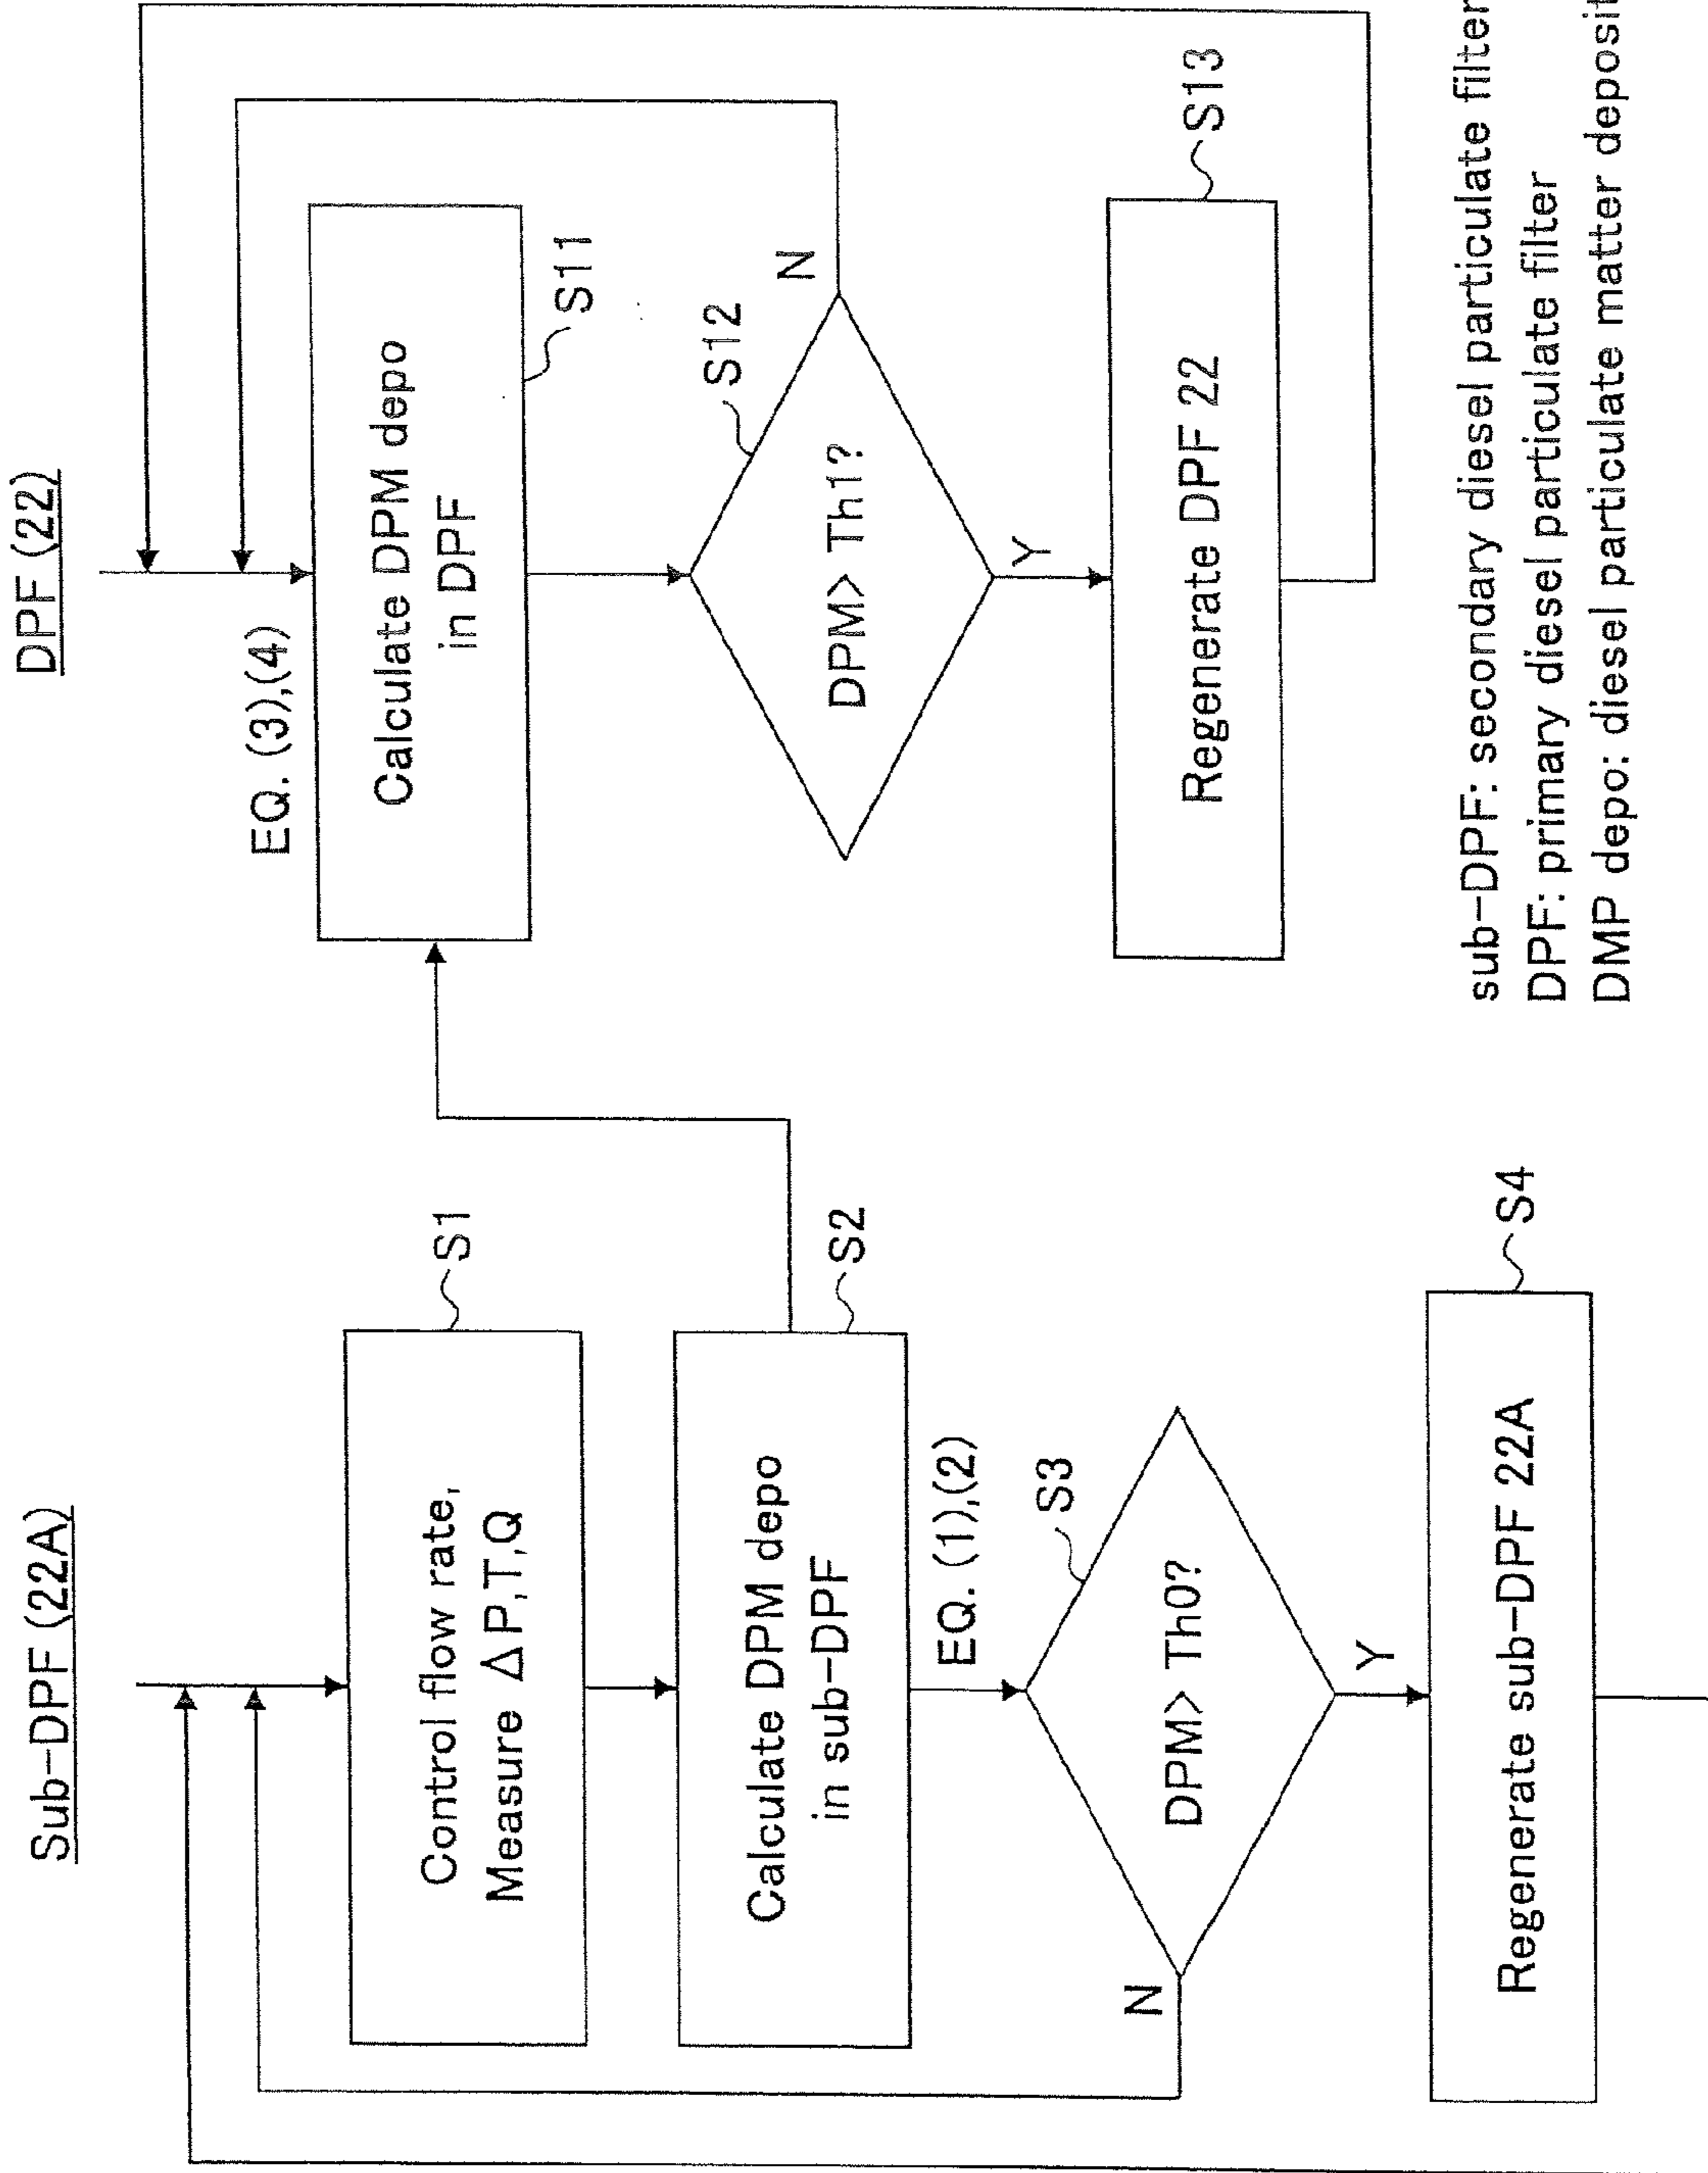 Sub-DPF (22A)
Control flow rate,
Measure ΔP,T,Q
S1
Calculate DPM depo
in sub-DPF
S2
EQ. (1),(2)
S3
DPM> Th0?
N
Y
Regenerate sub-DPF 22A
S4
DPF (22)
EQ. (3),(4)
Calculate DPM depo
in DPF
S11
S12
DPM> Th1?
N
Y
Regenerate DPF 22
S13
sub-DPF: secondary diesel particulate filter
DPF: primary diesel particulate filter
DMP depo: diesel particulate matter deposit